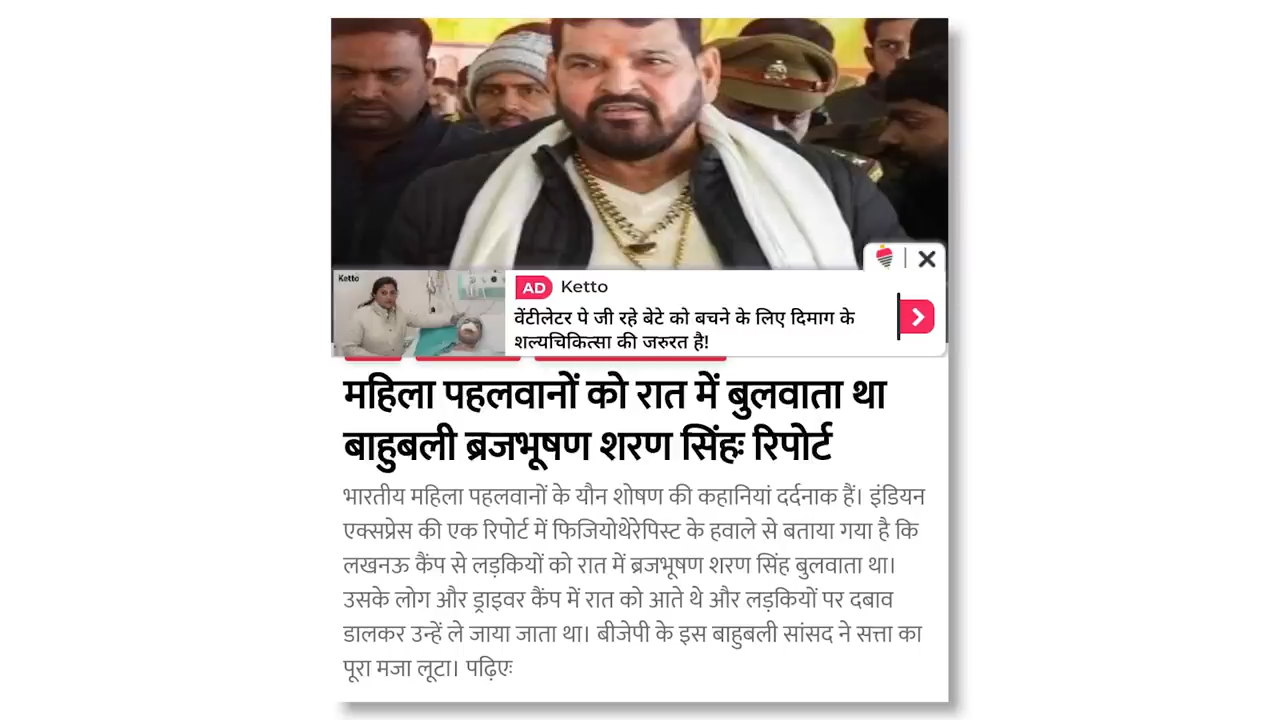 Ketto
AD Ketto
वेंटीलेटर पे जी रहे बेटे को बचने के लिए दिमाग के
शल्यचिकित्सा की जरुरत है!
महिला पहलवानों को रात में बुलवाता था
बाहुबली ब्रजभूषण शरण सिंहः रिपोर्ट
भारतीय महिला पहलवानों के यौन शोषण की कहानियां दर्दनाक हैं। इंडियन
एक्सप्रेस की एक रिपोर्ट में फिजियोथेरेपिस्ट के हवाले से बताया गया है कि
लखनऊ कैंप से लड़कियों को रात में ब्रजभूषण शरण सिंह बुलवाता था।
उसके लोग और ड्राइवर कैंप में रात को आते थे और लड़कियों पर दबाव
डालकर उन्हें ले जाया जाता था। बीजेपी के इस बाहुबली सांसद ने सत्ता का
पूरा मजा लूटा। पढ़िएः